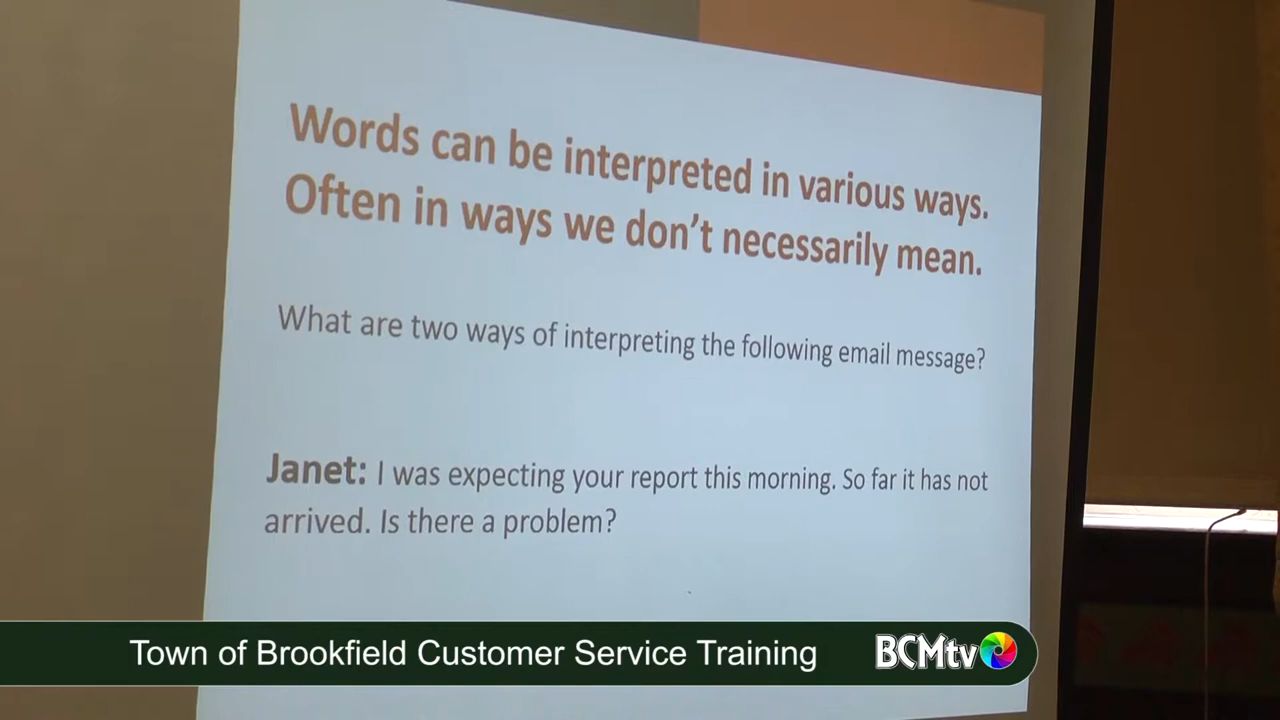 Words can be interpreted in various ways.
Often in ways we don't necessarily mean.
What are two ways of interpreting the following email message?
Janet: I was expecting your report this morning. So far it has not
arrived. Is there a problem?
Town of Brookfield Customer Service Training
BCMtv